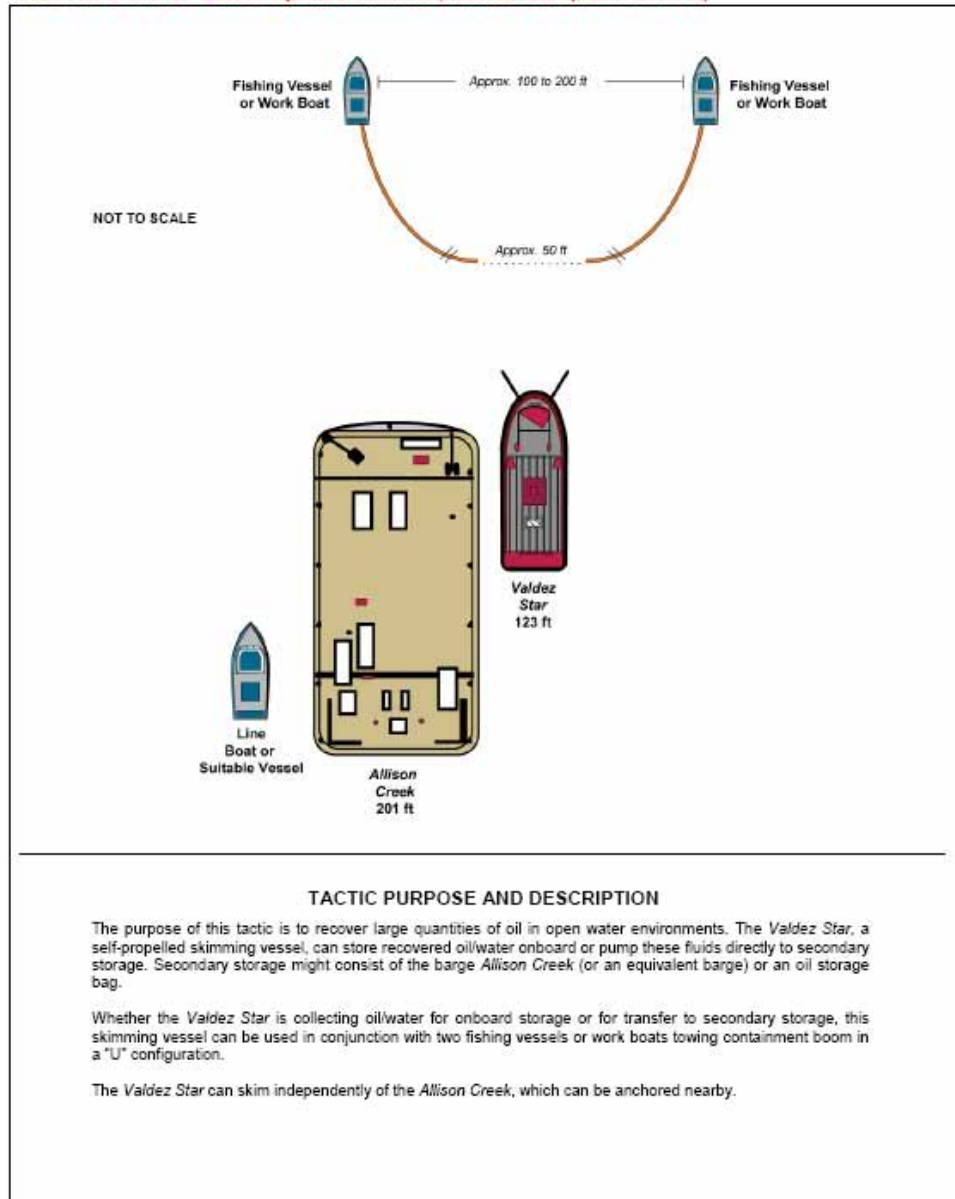 Fishing Vessel
or Work Boat
Approx. 100 to 200 ft
Fishing Vessel
or Work Boat
NOT TO SCALE
Approx. 50 ft
Valdez
Star
123 ft
Line
Boat or
Suitable Vessel
Allison
Creek
201 ft
TACTIC PURPOSE AND DESCRIPTION
The purpose of this tactic is to recover large quantities of oil in open water environments. The Valdez Star, a
self-propelled skimming vessel, can store recovered oil/water onboard or pump these fluids directly to secondary
storage. Secondary storage might consist of the barge Allison Creek (or an equivalent barge) or an oil storage
bag.
Whether the Valdez Star is collecting oil/water for onboard storage or for transfer to secondary storage, this
skimming vessel can be used in conjunction with two fishing vessels or work boats towing containment boom in
a "U" configuration.
The Valdez Star can skim independently of the Allison Creek, which can be anchored nearby.